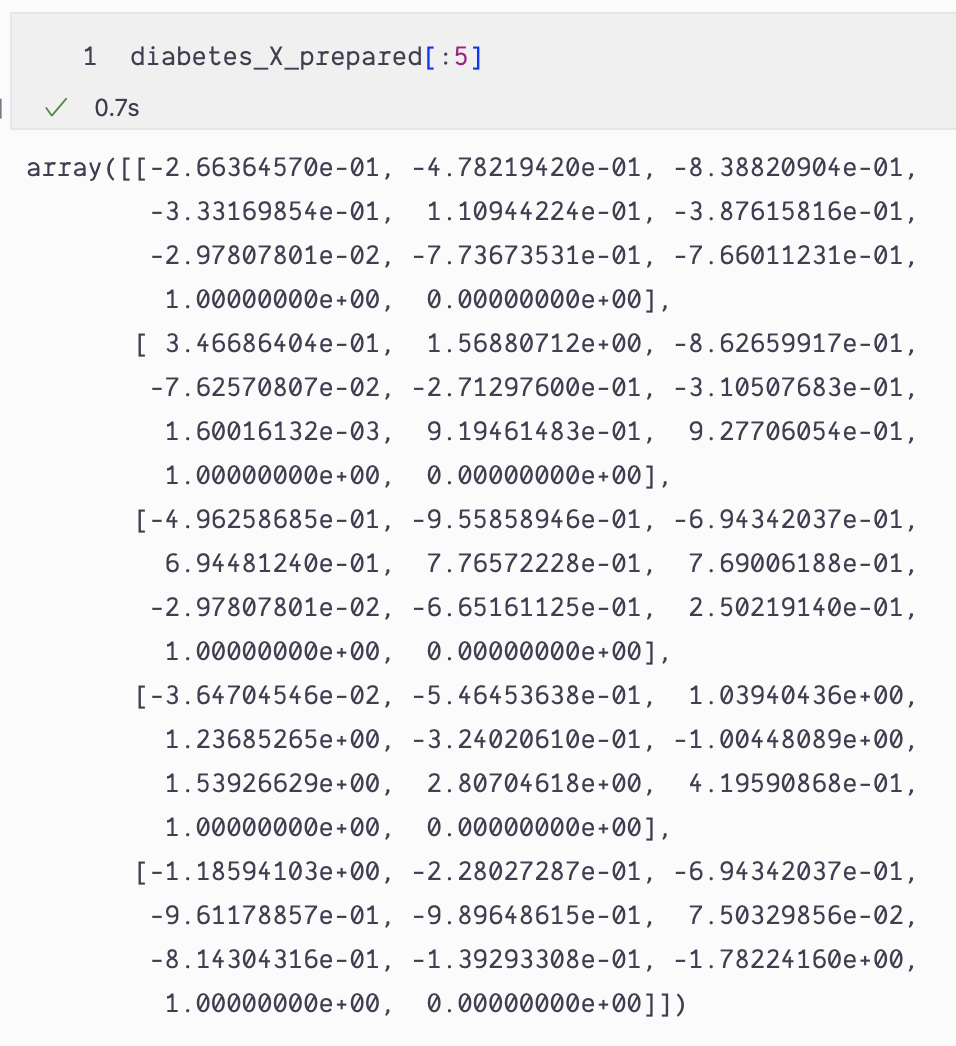 1 diabetes_X_prepared[:5]
✓ 0.7s
array([[-2.66364570e-01, -4.78219420e-01, -8.38820904e-01,
-3.33169854e-01, 1.10944224e-01, -3.87615816e-01,
-2.97807801e-02, -7.73673531e-01, -7.66011231e-01,
1.00000000e+00, 0.00000000e+00],
[ 3.46686404e-01, 1.56880712e+00, -8.62659917e-01,
-7.62570807e-02, -2.71297600e-01, -3.10507683e-01,
1.60016132e-03, 9.19461483e-01, 9.27706054e-01,
1.00000000e+00, 0.00000000e+00],
[-4.96258685e-01, -9.55858946e-01, -6.94342037e-01,
6.94481240e-01, 7.76572228e-01, 7.69006188e-01,
-2.97807801e-02, -6.65161125e-01, 2.50219140e-01,
1.00000000e+00, 0.00000000e+00],
[-3.64704546e-02, -5.46453638e-01, 1.03940436e+00,
1.23685265e+00, -3.24020610e-01, -1.00448089e+00,
1.53926629e+00, 2.80704618e+00, 4.19590868e-01,
1.00000000e+00, 0.00000000e+00],
[-1.18594103e+00, -2.28027287e-01, -6.94342037e-01,
-9.61178857e-01, -9.89648615e-01, 7.50329856e-02,
-8.14304316e-01, -1.39293308e-01, -1.78224160e+00,
1.00000000e+00, 0.00000000e+00]])